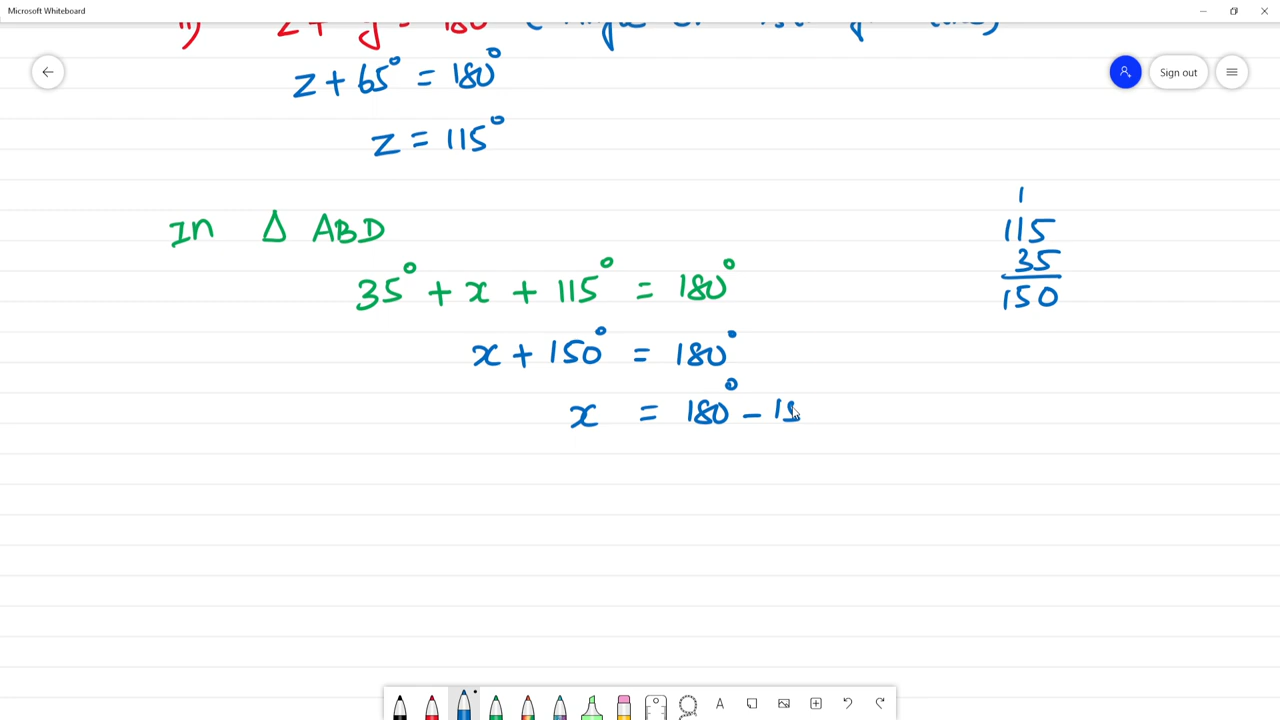 Microsoft Whiteboard
Sign out
z + 65° = 180°
z = 115°
In Δ ABD
35° + x + 115° = 180°
x + 150° = 180°
x = 180° - 15
1
115
35
150
A